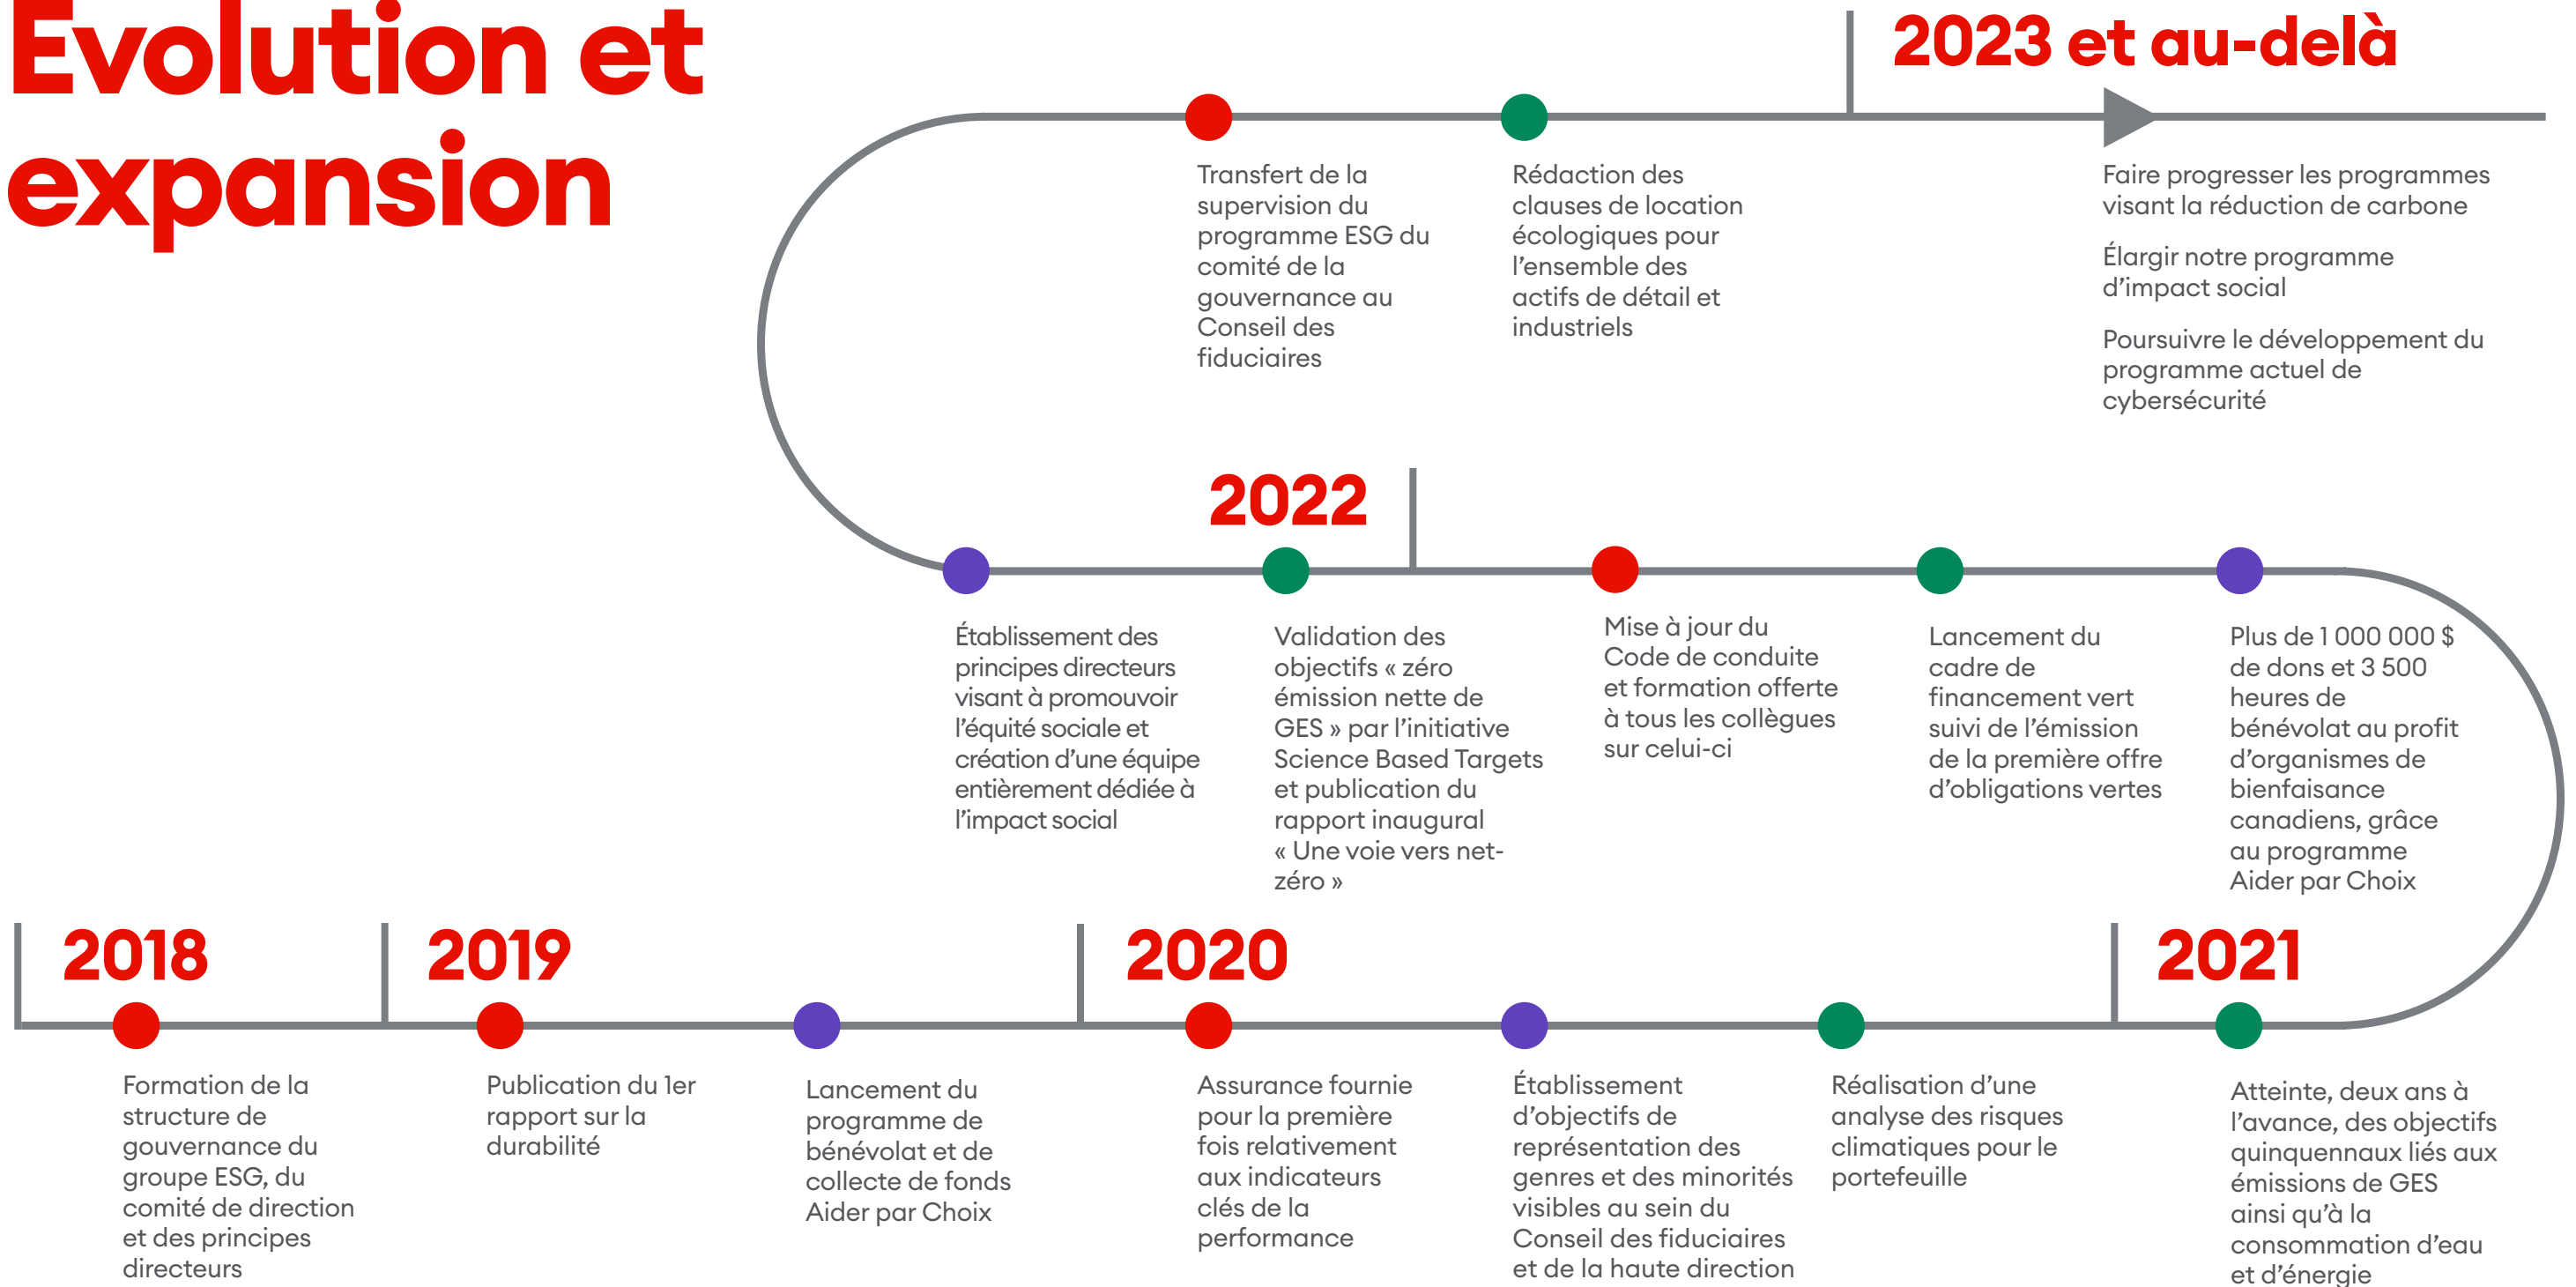 Evolution et
expansion
2023 et au-delà
Transfert de la
supervision du
programme ESG du
comité de la
gouvernance au
Conseil des
fiduciaires
Rédaction des
clauses de location
écologiques pour
l’ensemble des
actifs de détail et
industriels
Faire progresser les programmes
visant la réduction de carbone
Élargir notre programme
d’impact social
Poursuivre le développement du
programme actuel de
cybersécurité
2022
Établissement des
principes directeurs
visant à promouvoir
l’équité sociale et
création d’une équipe
entièrement dédiée à
l’impact social
Validation des
objectifs « zéro
émission nette de
GES » par l’initiative
Science Based Targets
et publication du
rapport inaugural
« Une voie vers net-
zéro »
Mise à jour du
Code de conduite
et formation offerte
à tous les collègues
sur celui-ci
Lancement du
cadre de
financement vert
suivi de l’émission
de la première offre
d’obligations vertes
Plus de 1 000 000 $
de dons et 3 500
heures de
bénévolat au profit
d’organismes de
bienfaisance
canadiens, grâce
au programme
Aider par Choix
2018
2019
2020
2021
Formation de la
structure de
gouvernance du
groupe ESG, du
comité de direction
et des principes
directeurs
Publication du 1er
rapport sur la
durabilité
Lancement du
programme de
bénévolat et de
collecte de fonds
Aider par Choix
Assurance fournie
pour la première
fois relativement
aux indicateurs
clés de la
performance
Établissement
d’objectifs de
représentation des
genres et des minorités
visibles au sein du
Conseil des fiduciaires
et de la haute direction
Réalisation d’une
analyse des risques
climatiques pour le
portefeuille
Atteinte, deux ans à
l’avance, des objectifs
quinquennaux liés aux
émissions de GES
ainsi qu’à la
consommation d’eau
et d’énergie